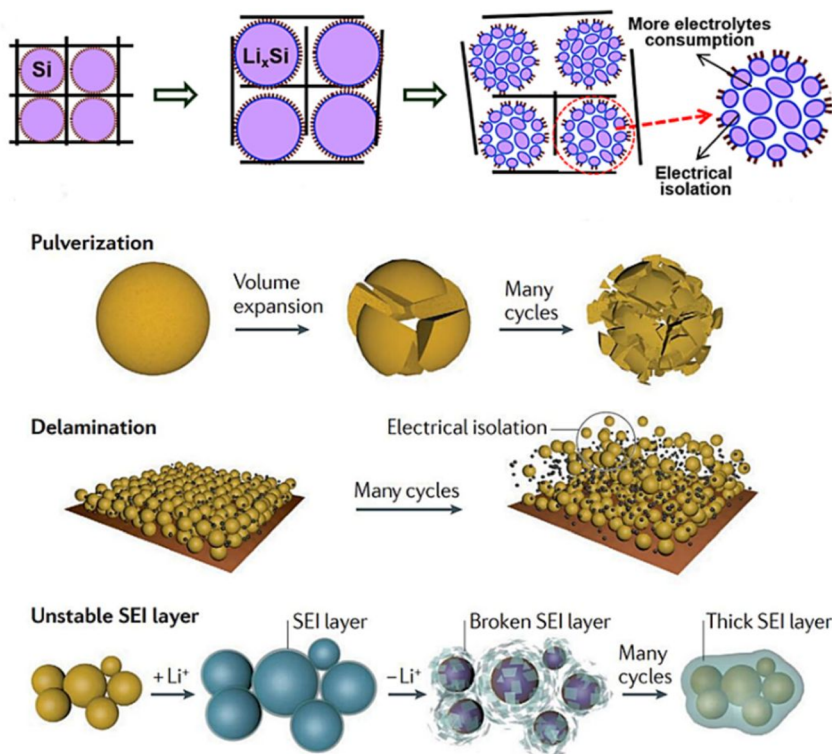 Si
LiₓSi
More electrolytes
consumption
Electrical
isolation
Pulverization
Volume
expansion
Many
cycles
Delamination
Electrical isolation
Many cycles
Unstable SEI layer
+ Li⁺
SEI layer
– Li⁺
Broken SEI layer
Many
cycles
Thick SEI layer